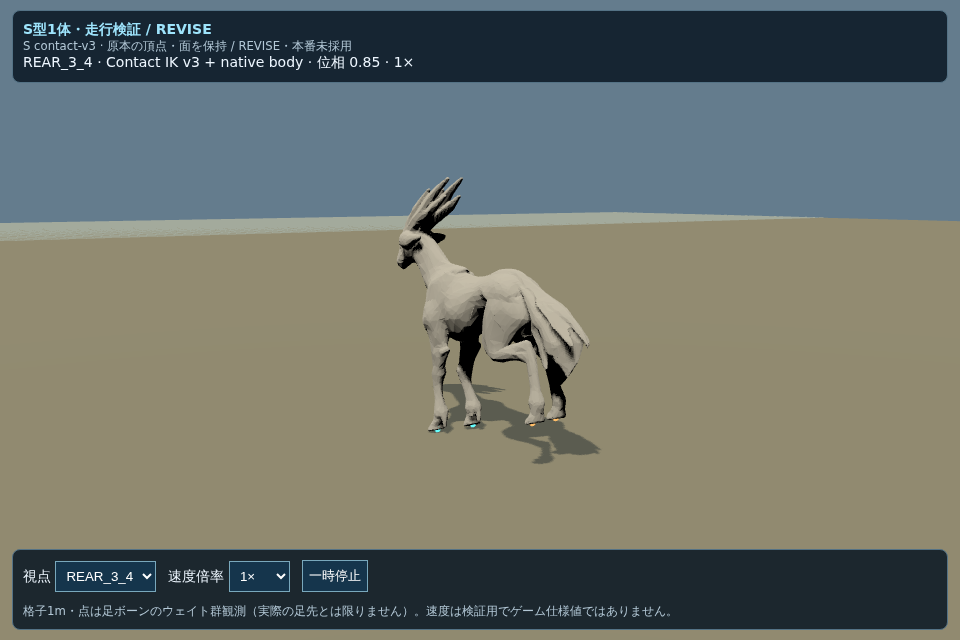 S型1体・走行検証 / REVISE
S contact-v3 · 原本の頂点・面を保持 / REVISE・本番未採用
REAR_3_4 · Contact IK v3 + native body · 位相 0.85 · 1×
視点 REAR_3_4 速度倍率 1× 一時停止
格子1m・点は足ボーンのウェイト群観測（実際の足先とは限りません）。速度は検証用でゲーム仕様値ではありません。